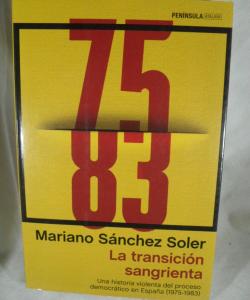 PENÍNSULA
75
83
Mariano Sánchez Soler
La transición
sangrienta
Una historia violenta del proceso
democrático en España (1975-1983)